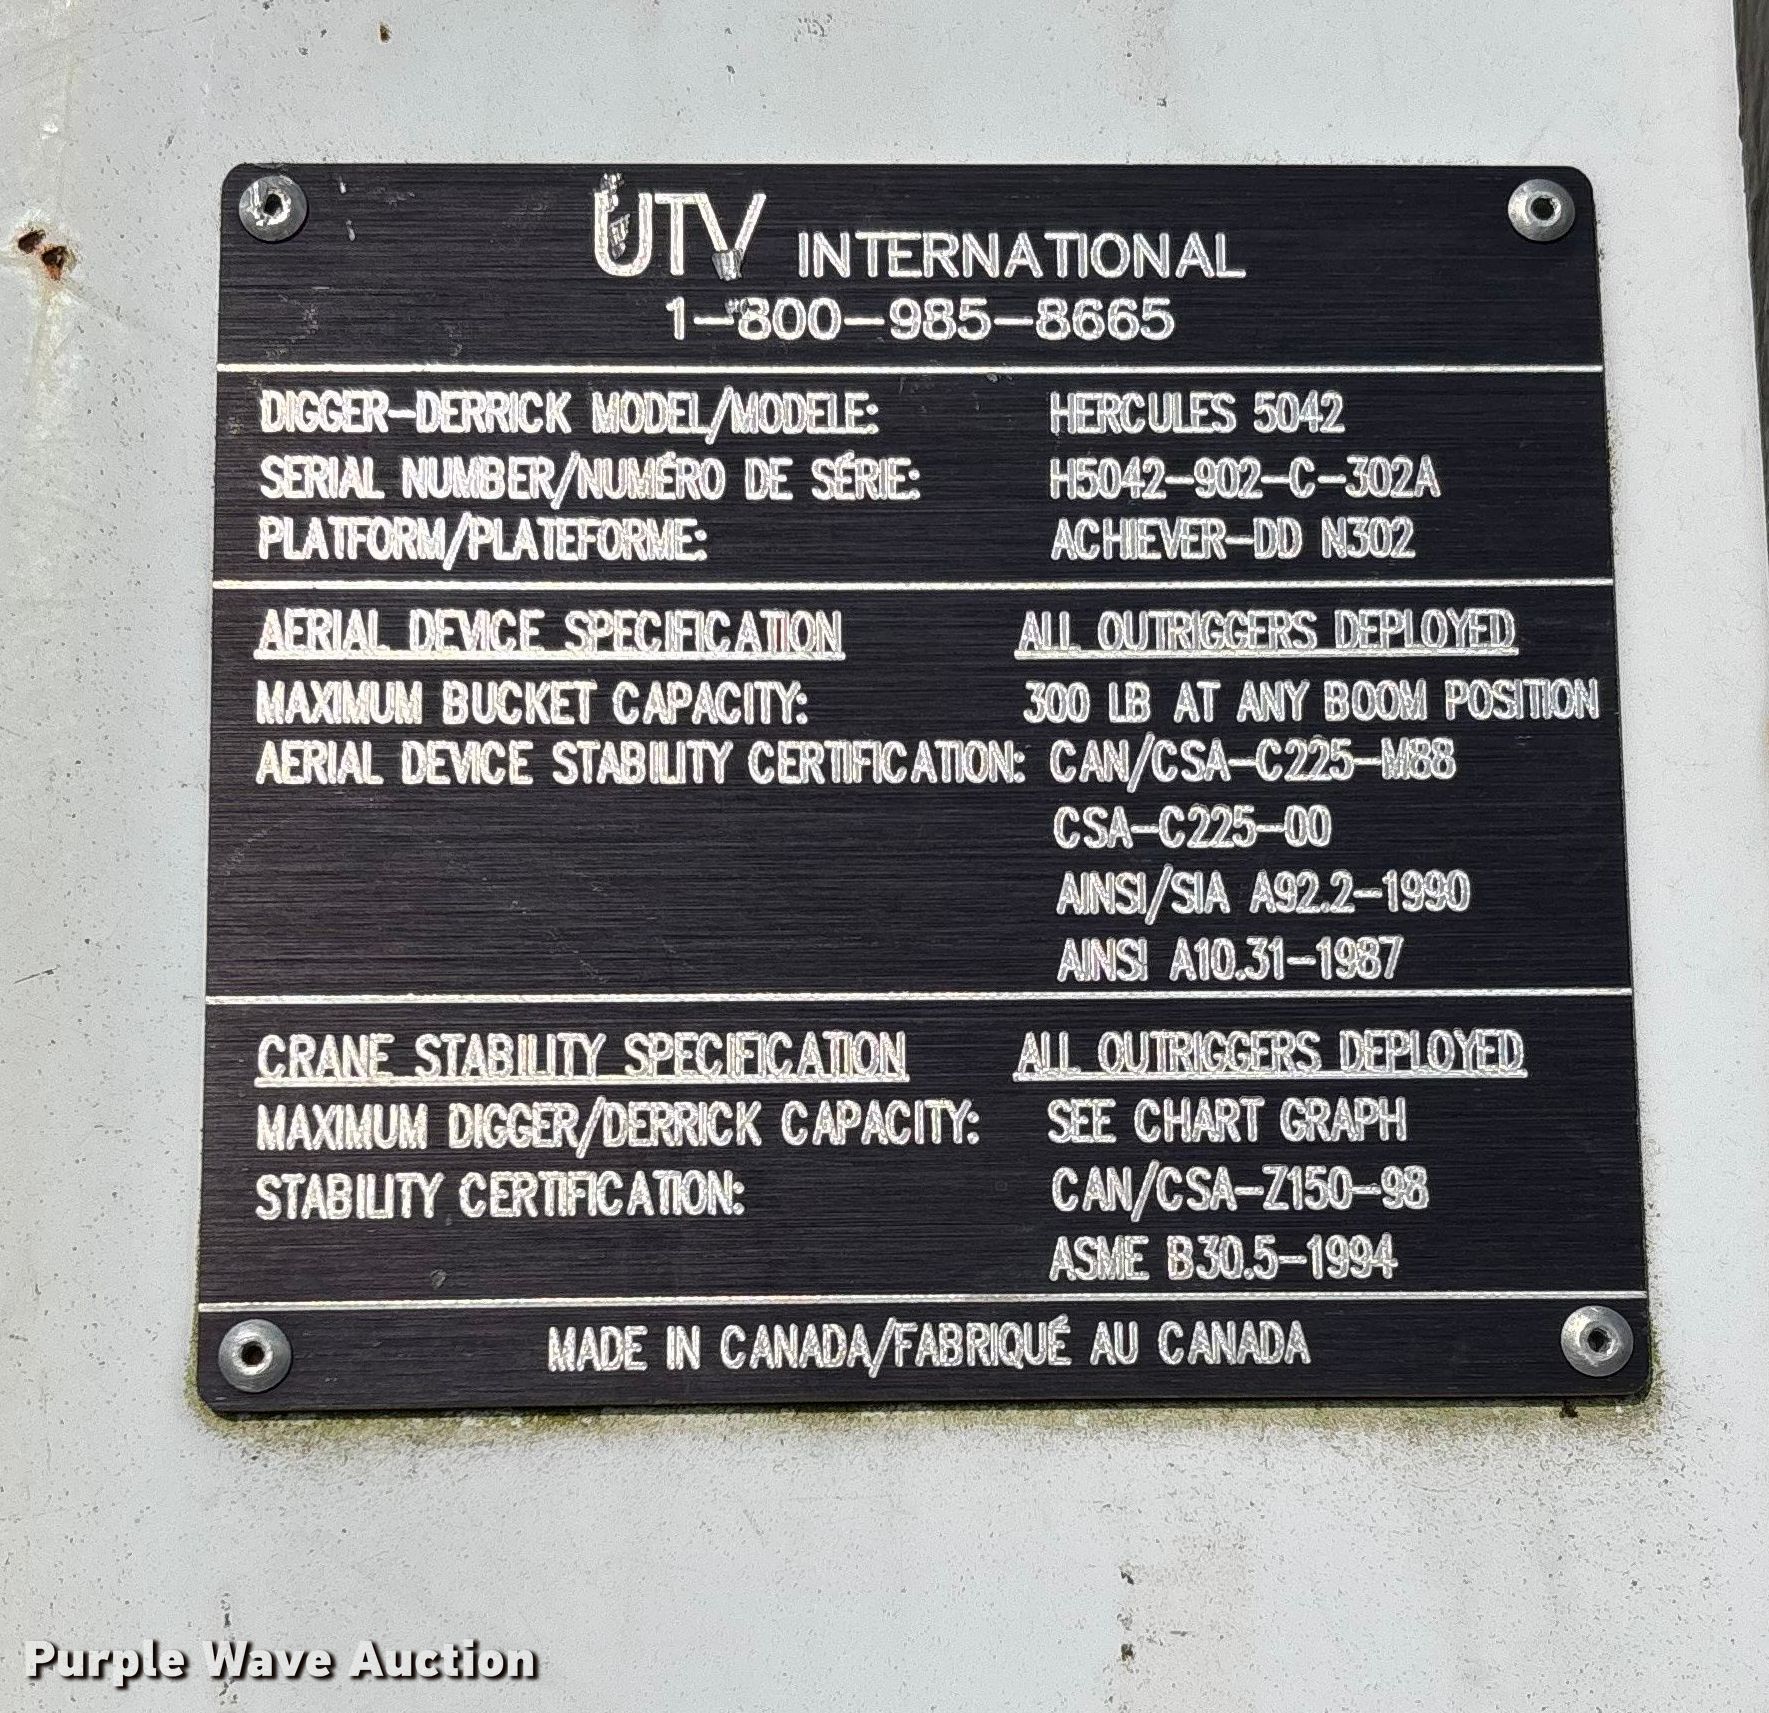 UTV INTERNATIONAL
1-800-985-8665
DIGGER-DERRICK MODEL/MODELE: HERCULES 5042
SERIAL NUMBER/NUMÉRO DE SÉRIE: H5042-902-C-302A
PLATFORM/PLATEFORME: ACHIEVER-DD N302
AERIAL DEVICE SPECIFICATION ALL OUTRIGGERS DEPLOYED
MAXIMUM BUCKET CAPACITY: 300 LB AT ANY BOOM POSITION
AERIAL DEVICE STABILITY CERTIFICATION: CAN/CSA-C225-M88
CSA-C225-00
AINSI/SIA A92.2-1990
AINSI A10.31-1987
CRANE STABILITY SPECIFICATION ALL OUTRIGGERS DEPLOYED
MAXIMUM DIGGER/DERRICK CAPACITY: SEE CHART GRAPH
STABILITY CERTIFICATION: CAN/CSA-Z150-98
ASME B30.5-1994
MADE IN CANADA/FABRIQUÉ AU CANADA
Purple Wave Auction